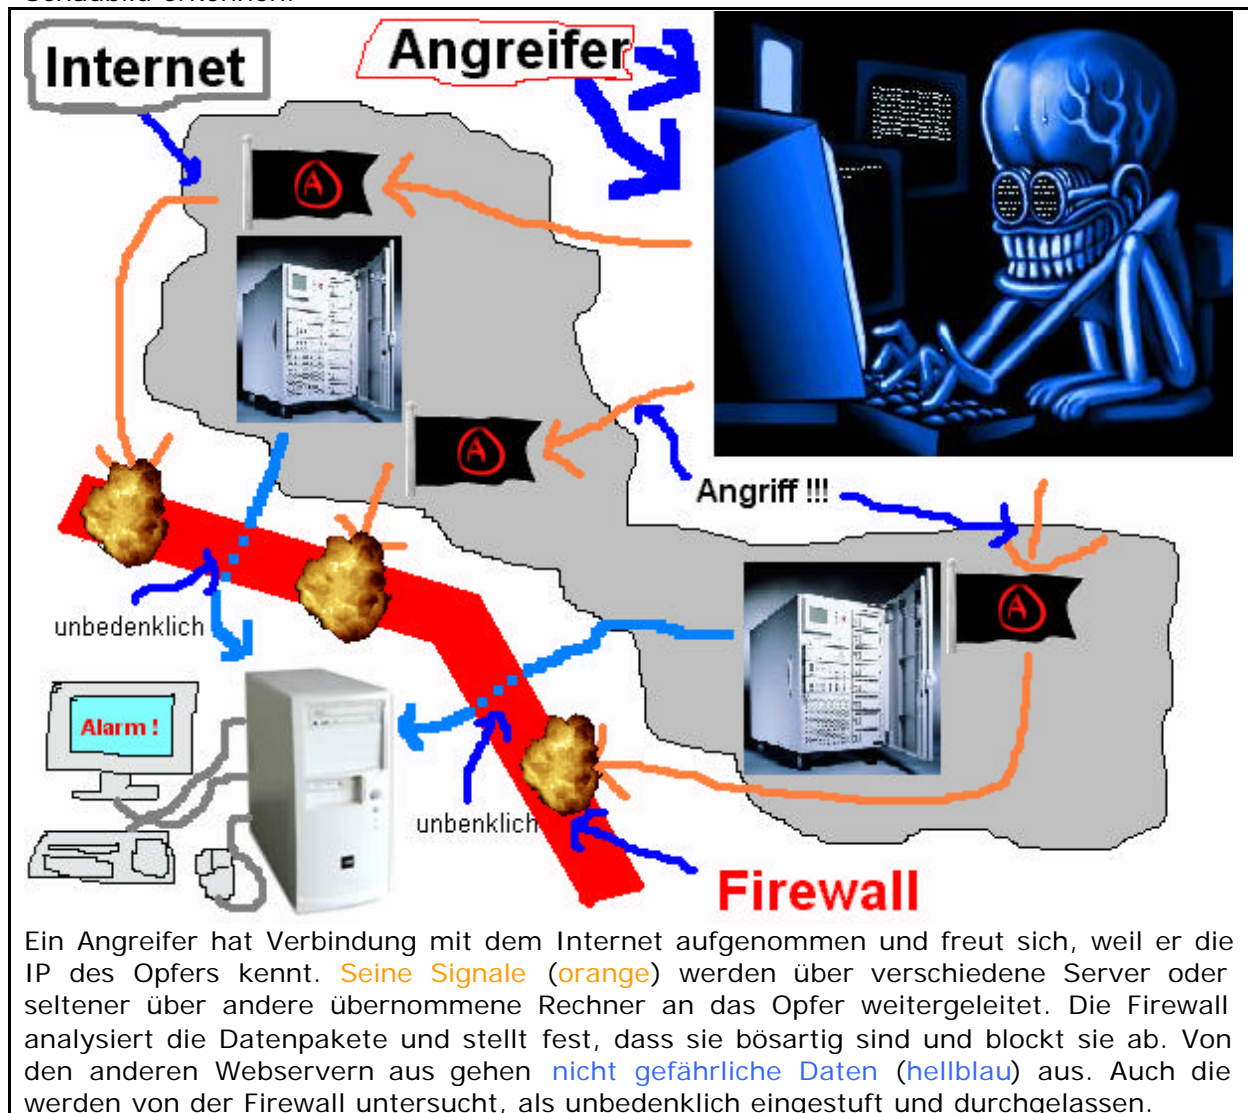 Schaubild erkennen:
Internet
Angreifer
A
A
Angriff !!!
A
unbedenklich
Alarm !
unbenklich
Firewall
Ein Angreifer hat Verbindung mit dem Internet aufgenommen und freut sich, weil er die
IP des Opfers kennt. Seine Signale (orange) werden über verschiedene Server oder
seltener über andere übernommene Rechner an das Opfer weitergeleitet. Die Firewall
analysiert die Datenpakete und stellt fest, dass sie bösartig sind und blockt sie ab. Von
den anderen Webservern aus gehen nicht gefährliche Daten (hellblau) aus. Auch die
werden von der Firewall untersucht, als unbedenklich eingestuft und durchgelassen.